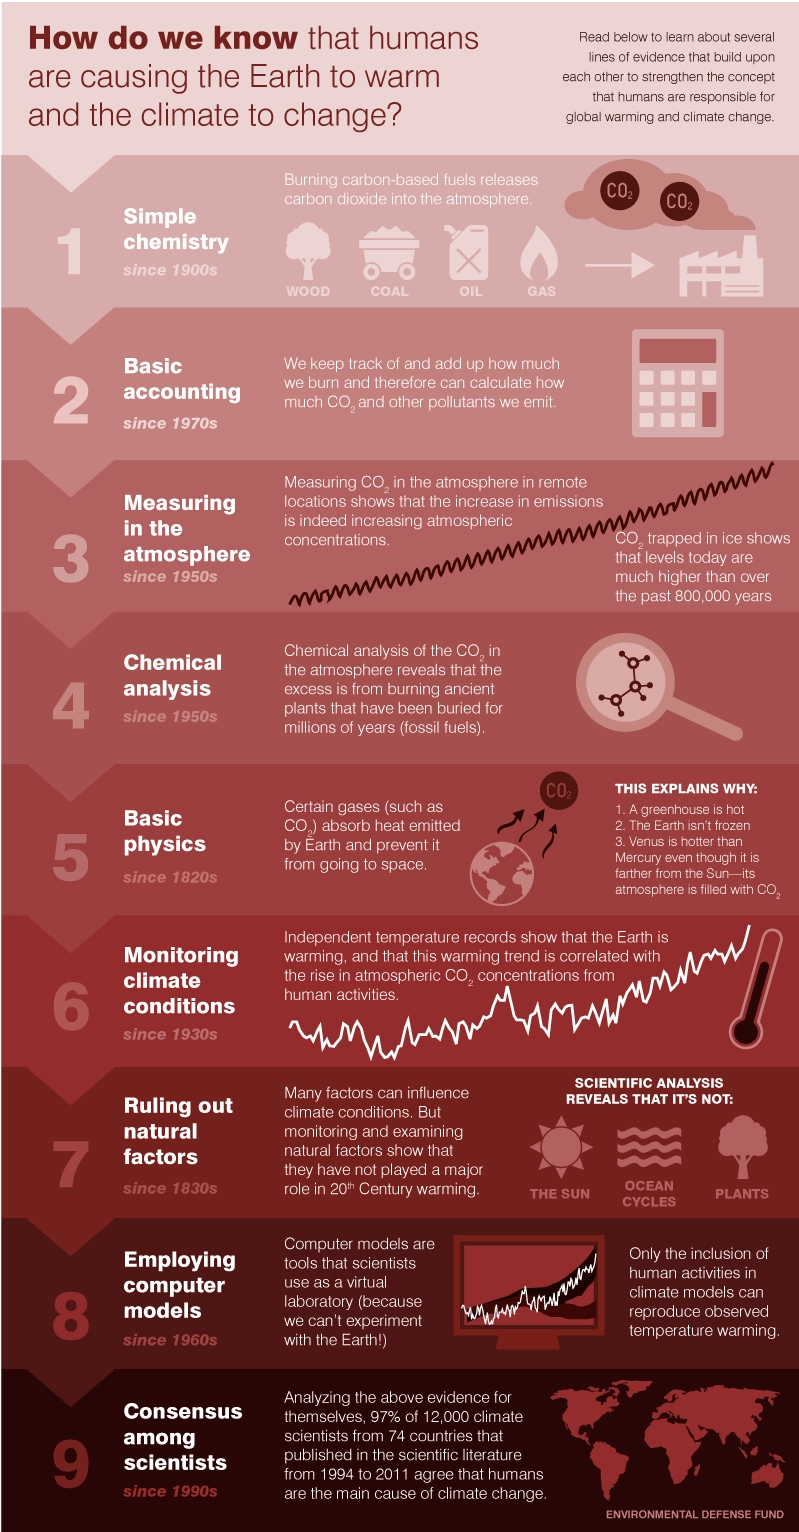 How do we know that humans
are causing the Earth to warm
and the climate to change?
Read below to learn about several
lines of evidence that build upon
each other to strengthen the concept
that humans are responsible for
global warming and climate change.
1
Simple
chemistry
since 1900s
Burning carbon-based fuels releases
carbon dioxide into the atmosphere.
WOOD
COAL
OIL
GAS
CO₂
CO₂
2
Basic
accounting
since 1970s
We keep track of and add up how much
we burn and therefore can calculate how
much CO₂ and other pollutants we emit.
3
Measuring
in the
atmosphere
since 1950s
Measuring CO₂ in the atmosphere in remote
locations shows that the increase in emissions
is indeed increasing atmospheric
concentrations.
CO₂ trapped in ice shows
that levels today are
much higher than over
the past 800,000 years
4
Chemical
analysis
since 1950s
Chemical analysis of the CO₂ in
the atmosphere reveals that the
excess is from burning ancient
plants that have been buried for
millions of years (fossil fuels).
5
Basic
physics
since 1820s
Certain gases (such as
CO₂) absorb heat emitted
by Earth and prevent it
from going to space.
CO₂
THIS EXPLAINS WHY:
1. A greenhouse is hot
2. The Earth isn't frozen
3. Venus is hotter than
Mercury even though it is
farther from the Sun—its
atmosphere is filled with CO₂
6
Monitoring
climate
conditions
since 1930s
Independent temperature records show that the Earth is
warming, and that this warming trend is correlated with
the rise in atmospheric CO₂ concentrations from
human activities.
7
Ruling out
natural
factors
since 1830s
Many factors can influence
climate conditions. But
monitoring and examining
natural factors show that
they have not played a major
role in 20th Century warming.
SCIENTIFIC ANALYSIS
REVEALS THAT IT'S NOT:
THE SUN
OCEAN
CYCLES
PLANTS
8
Employing
computer
models
since 1960s
Computer models are
tools that scientists
use as a virtual
laboratory (because
we can't experiment
with the Earth!)
Only the inclusion of
human activities in
climate models can
reproduce observed
temperature warming.
9
Consensus
among
scientists
since 1990s
Analyzing the above evidence for
themselves, 97% of 12,000 climate
scientists from 74 countries that
published in the scientific literature
from 1994 to 2011 agree that humans
are the main cause of climate change.
ENVIRONMENTAL DEFENSE FUND